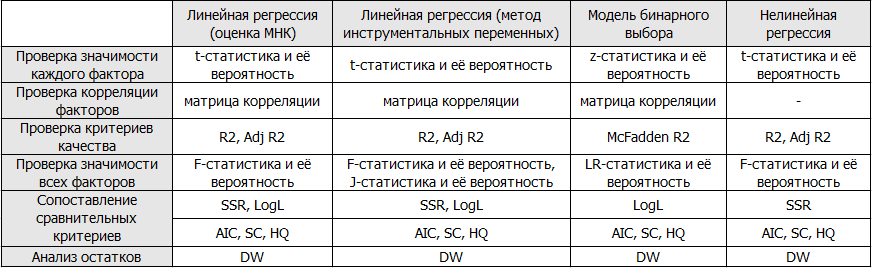 Линейная регрессия (оценка МНК)
Линейная регрессия (метод инструментальных переменных)
Модель бинарного выбора
Нелинейная регрессия
Проверка значимости каждого фактора
t-статистика и её вероятность
t-статистика и её вероятность
z-статистика и её вероятность
t-статистика и её вероятность
Проверка корреляции факторов
матрица корреляции
матрица корреляции
матрица корреляции
-
Проверка критериев качества
R2, Adj R2
R2, Adj R2
McFadden R2
R2, Adj R2
Проверка значимости всех факторов
F-статистика и её вероятность
F-статистика и её вероятность, J-статистика и её вероятность
LR-статистика и её вероятность
F-статистика и её вероятность
Сопоставление сравнительных критериев
SSR, LogL
SSR, LogL
LogL
SSR
AIC, SC, HQ
AIC, SC, HQ
AIC, SC, HQ
AIC, SC, HQ
Анализ остатков
DW
DW
DW
DW